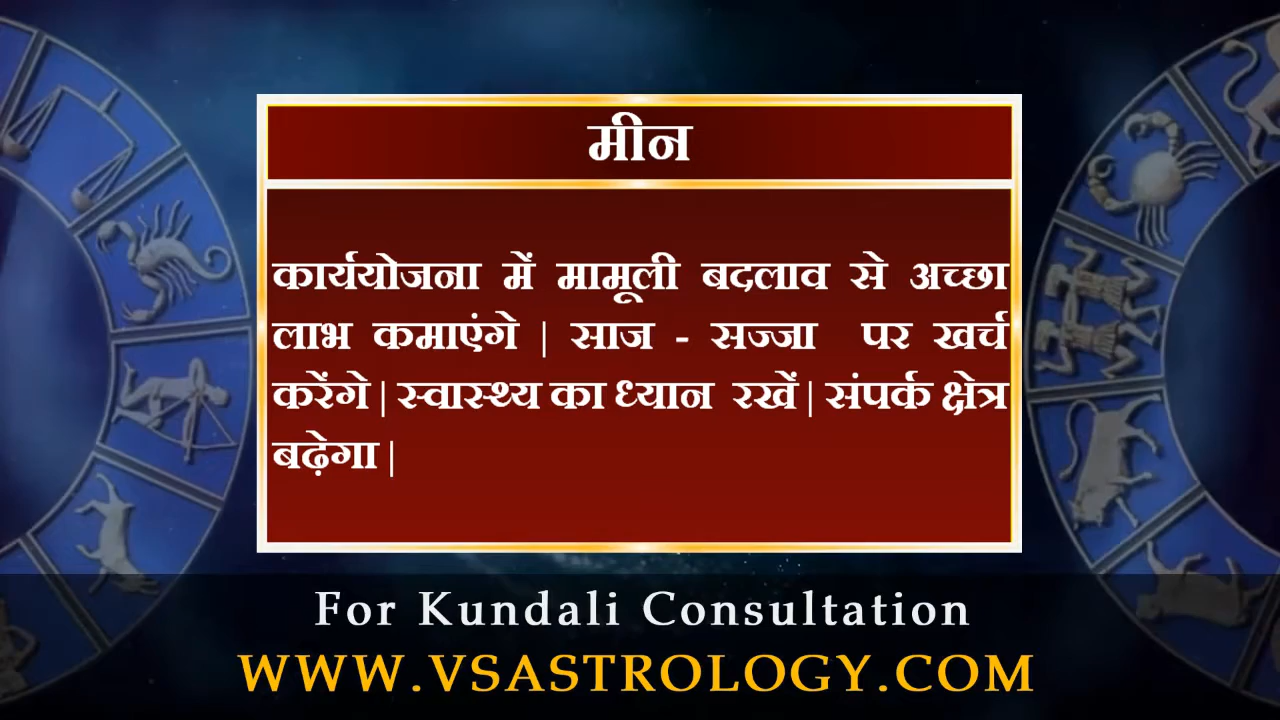 मीन
कार्ययोजना में मामूली बदलाव से अच्छा
लाभ कमाएंगे | साज - सज्जा पर खर्च
करेंगे | स्वास्थ्य का ध्यान रखें | संपर्क क्षेत्र
बढ़ेगा |
For Kundali Consultation
WWW.VSASTROLOGY.COM